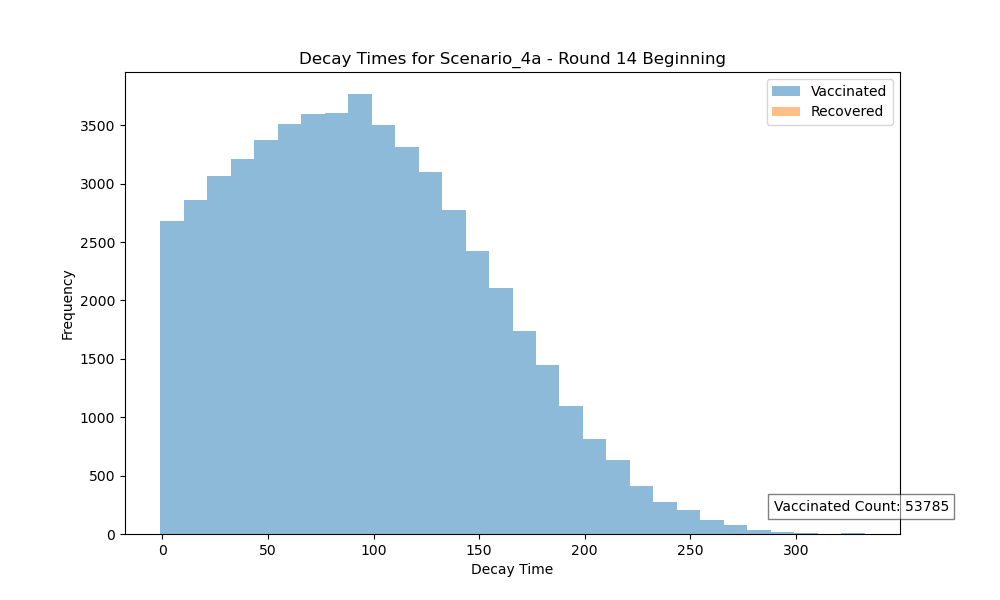 Decay Times for Scenario_4a - Round 14 Beginning
Vaccinated
Recovered
3500
3000
2500
2000
1500
1000
500
0
Frequency
Vaccinated Count: 53785
0
50
100
150
200
250
300
Decay Time